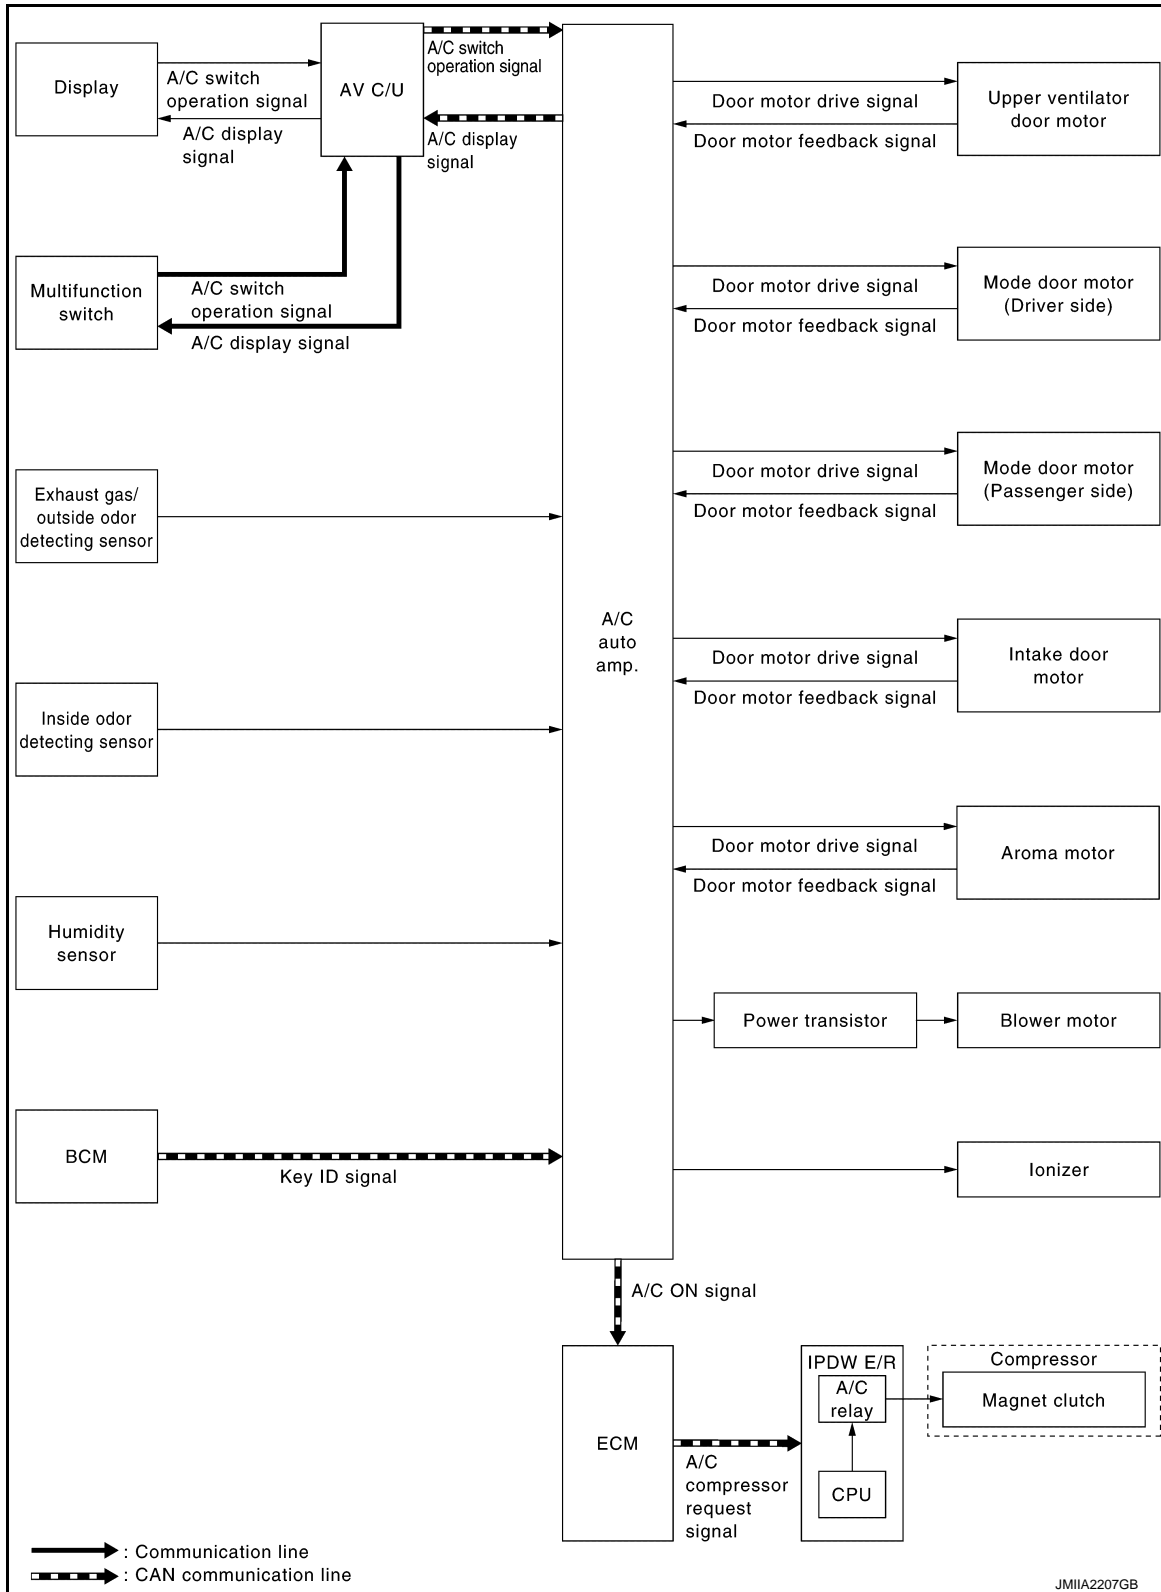 Display
A/C switch
operation signal
A/C display
signal
AV C/U
A/C switch
operation signal
A/C display
signal
Multifunction
switch
A/C switch
operation signal
A/C display signal
Exhaust gas/
outside odor
detecting sensor
Inside odor
detecting sensor
Humidity
sensor
BCM
Key ID signal
A/C
auto
amp.
Door motor drive signal
Door motor feedback signal
Upper ventilator
door motor
Door motor drive signal
Door motor feedback signal
Mode door motor
(Driver side)
Door motor drive signal
Door motor feedback signal
Mode door motor
(Passenger side)
Door motor drive signal
Door motor feedback signal
Intake door
motor
Door motor drive signal
Door motor feedback signal
Aroma motor
Power transistor
Blower motor
Ionizer
A/C ON signal
ECM
A/C
compressor
request
signal
IPDW E/R
A/C
relay
CPU
Compressor
Magnet clutch
: Communication line
: CAN communication line
JMIIA2207GB